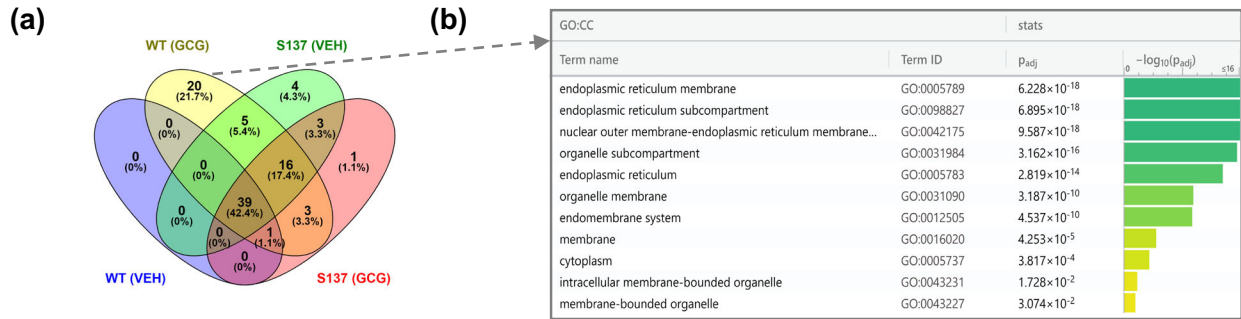 (a)
WT (GCG)
S137 (VEH)
20
(21.7%)
4
(4.3%)
0
(0%)
5
(5.4%)
3
(3.3%)
0
(0%)
0
(0%)
16
(17.4%)
1
(1.1%)
39
(42.4%)
0
(0%)
3
(3.3%)
0
(0%)
1
(1.1%)
0
(0%)
WT (VEH)
S137 (GCG)
(b)
GO:CC stats
Term name Term ID padj 0 −log10(padj) ≤16
endoplasmic reticulum membrane GO:0005789 6.228×10-18
endoplasmic reticulum subcompartment GO:0098827 6.895×10-18
nuclear outer membrane-endoplasmic reticulum membrane... GO:0042175 9.587×10-18
organelle subcompartment GO:0031984 3.162×10-16
endoplasmic reticulum GO:0005783 2.819×10-14
organelle membrane GO:0031090 3.187×10-10
endomembrane system GO:0012505 4.537×10-10
membrane GO:0016020 4.253×10-5
cytoplasm GO:0005737 3.817×10-4
intracellular membrane-bounded organelle GO:0043231 1.728×10-2
membrane-bounded organelle GO:0043227 3.074×10-2